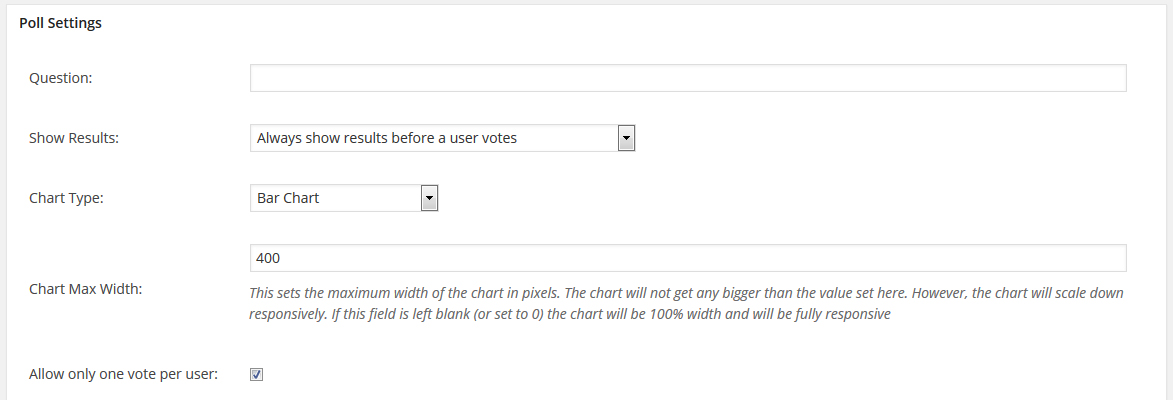 Poll Settings
Question:
Show Results:
Always show results before a user votes
Chart Type:
Bar Chart
400
Chart Max Width:
This sets the maximum width of the chart in pixels. The chart will not get any bigger than the value set here. However, the chart will scale down
responsively. If this field is left blank (or set to 0) the chart will be 100% width and will be fully responsive
Allow only one vote per user: